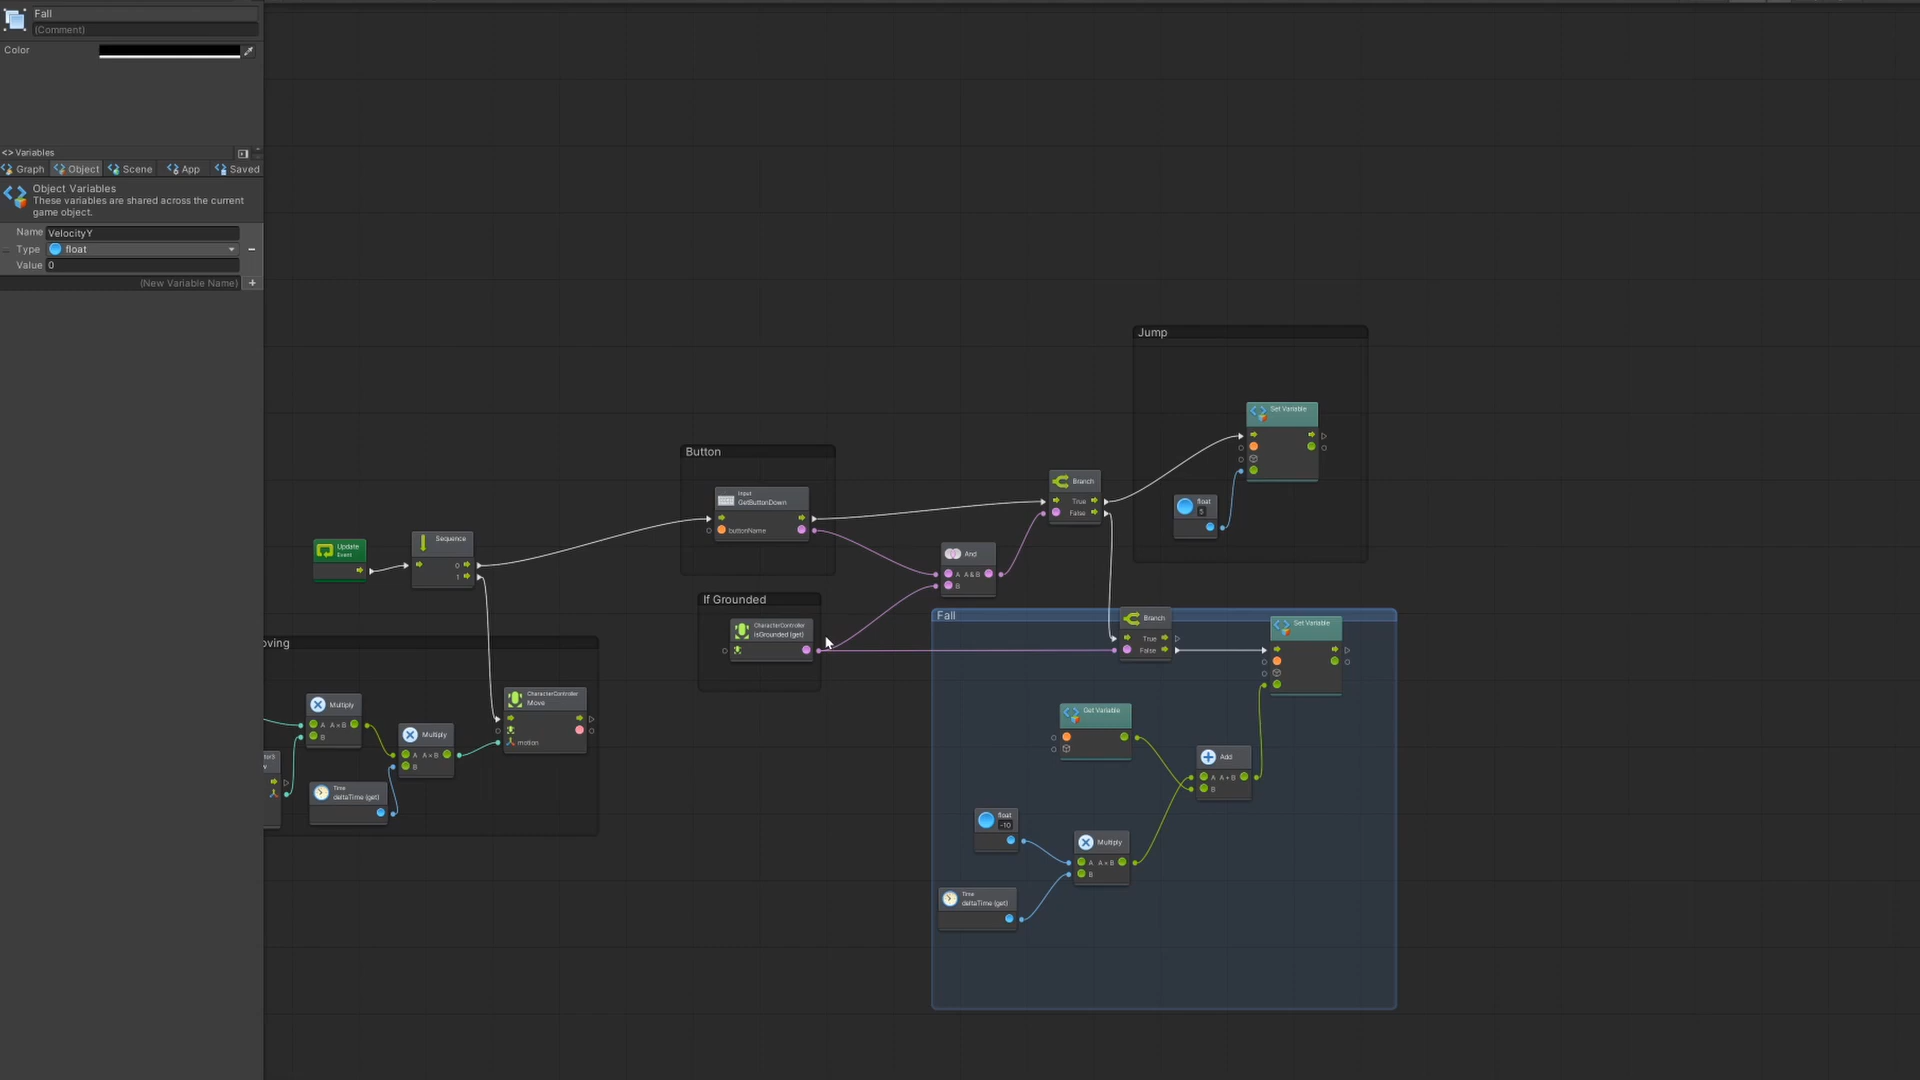 Fall
(Comment)
Color
<> Variables
Graph
Object
Scene
App
Saved
Object Variables
These variables are shared across the current
game object.
Name VelocityY
Type float
Value 0
(New Variable Name) +
Jump
Set Variable
float
5
Button
Input
GetButtonDown
buttonName
Branch
True
False
Update
Event
Sequence
0
1
And
A A&B
B
If Grounded
CharacterController
isGrounded (get)
Fall
Branch
True
False
Set Variable
oving
Multiply
A A×B
B
Multiply
A A×B
B
Time
deltaTime (get)
CharacterController
Move
motion
Get Variable
Add
A A+B
B
float
-10
Multiply
A A×B
B
Time
deltaTime (get)